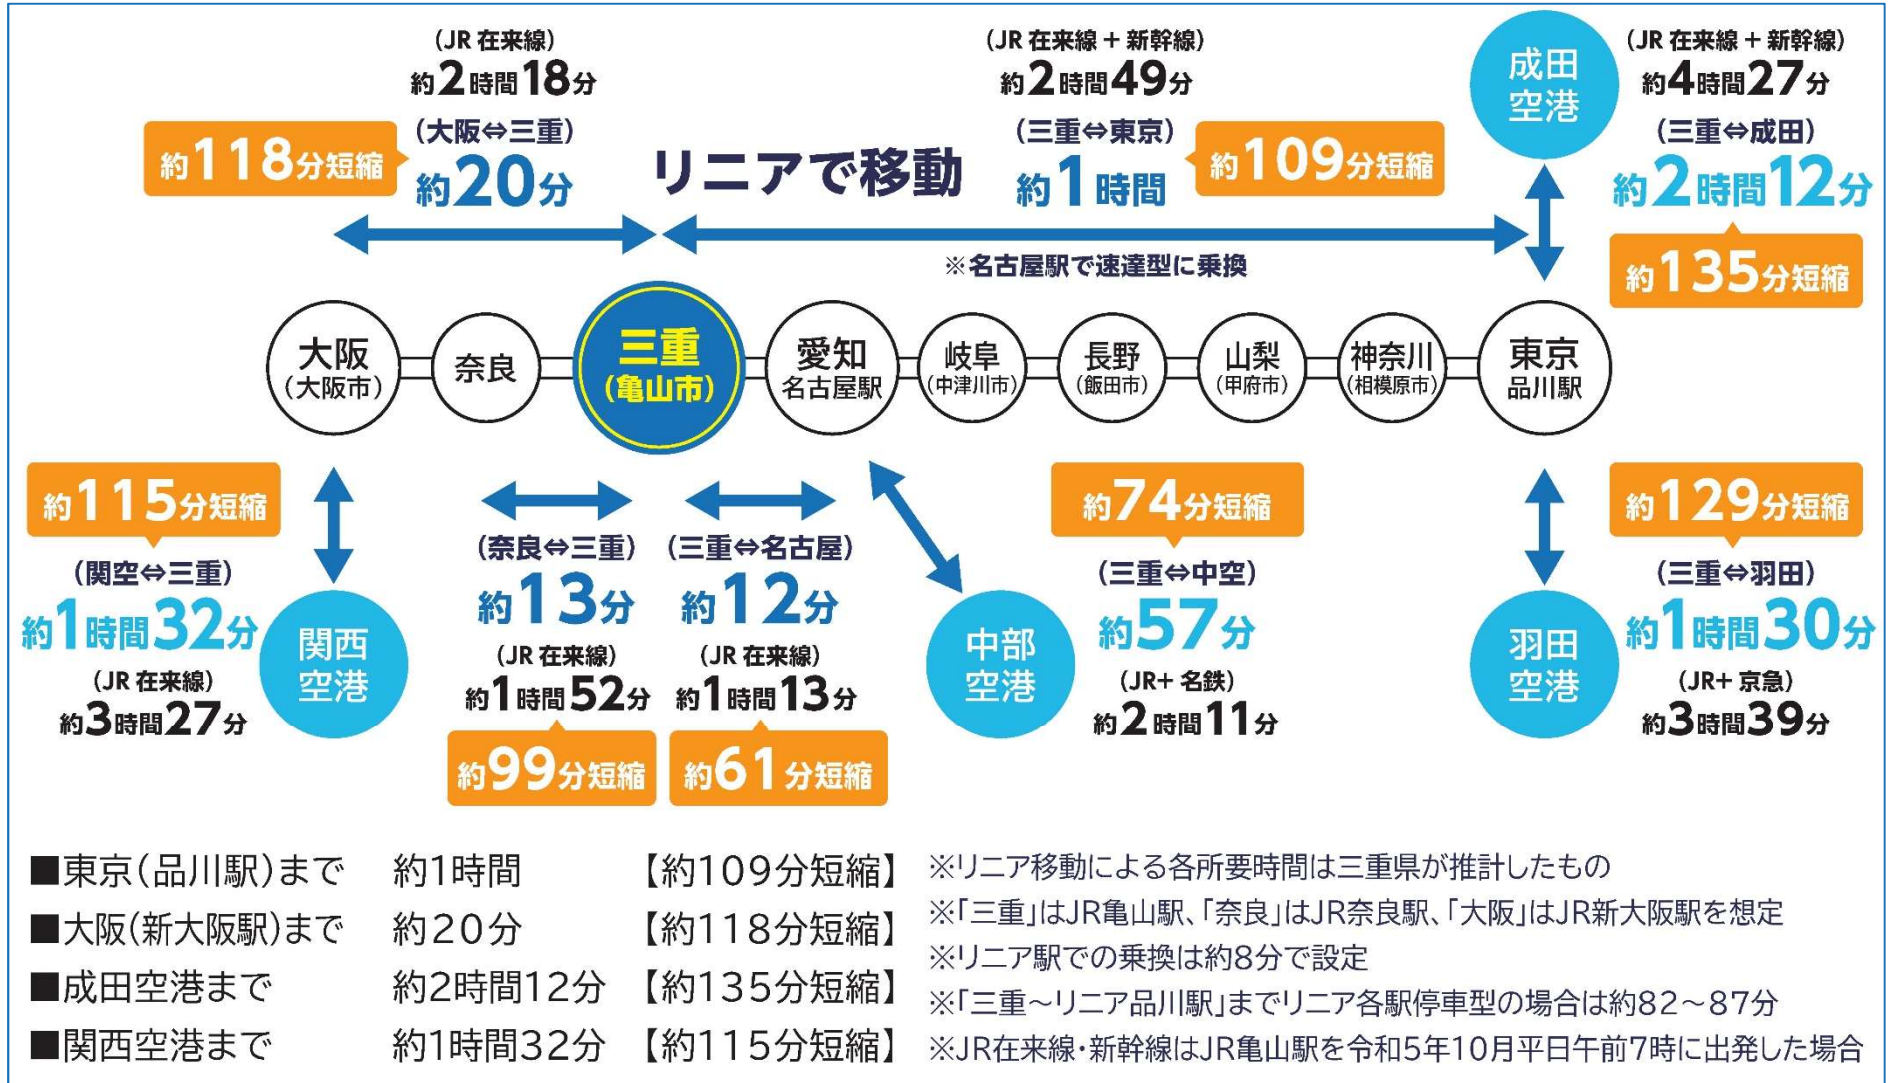 (JR 在来線)
約2時間18分
(大阪⇔三重)
約20分
約118分短縮
リニアで移動
(JR 在来線 + 新幹線)
約2時間49分
(三重⇔東京)
約1時間
約109分短縮
※名古屋駅で速達型に乗換
成田
空港
(JR 在来線 + 新幹線)
約4時間27分
(三重⇔成田)
約2時間12分
約135分短縮
大阪
(大阪市)
奈良
三重
(亀山市)
愛知
名古屋駅
岐阜
(中津川市)
長野
(飯田市)
山梨
(甲府市)
神奈川
(相模原市)
東京
品川駅
約115分短縮
(関空⇔三重)
約1時間32分
(JR 在来線)
約3時間27分
関西
空港
(奈良⇔三重)
約13分
(JR 在来線)
約1時間52分
約99分短縮
(三重⇔名古屋)
約12分
(JR 在来線)
約1時間13分
約61分短縮
中部
空港
約74分短縮
(三重⇔中空)
約57分
(JR+ 名鉄)
約2時間11分
羽田
空港
約129分短縮
(三重⇔羽田)
約1時間30分
(JR+ 京急)
約3時間39分
■東京(品川駅)まで 約1時間 【約109分短縮】
■大阪(新大阪駅)まで 約20分 【約118分短縮】
■成田空港まで 約2時間12分 【約135分短縮】
■関西空港まで 約1時間32分 【約115分短縮】
※リニア移動による各所要時間は三重県が推計したもの
※「三重」はJR亀山駅、「奈良」はJR奈良駅、「大阪」はJR新大阪駅を想定
※リニア駅での乗換は約8分で設定
※「三重～リニア品川駅」までリニア各駅停車型の場合は約82～87分
※JR在来線・新幹線はJR亀山駅を令和5年10月平日午前7時に出発した場合